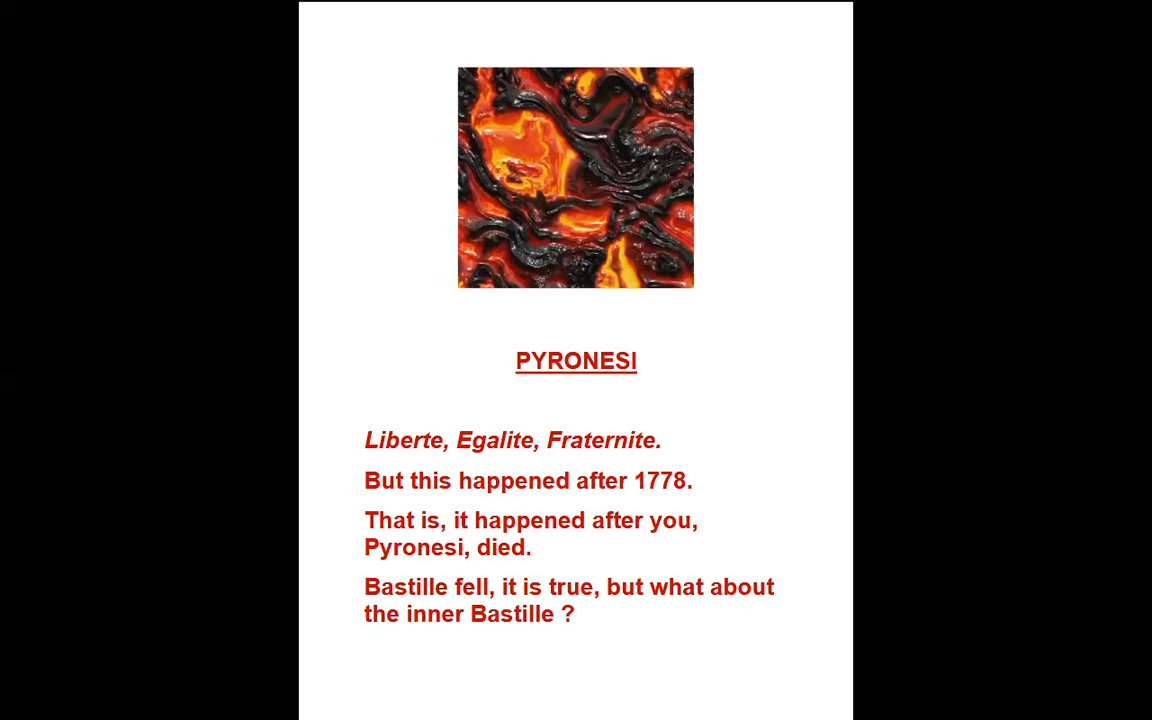 PYRONESI
Liberte, Egalite, Fraternite.
But this happened after 1778.
That is, it happened after you,
Pyronesi, died.
Bastille fell, it is true, but what about
the inner Bastille ?